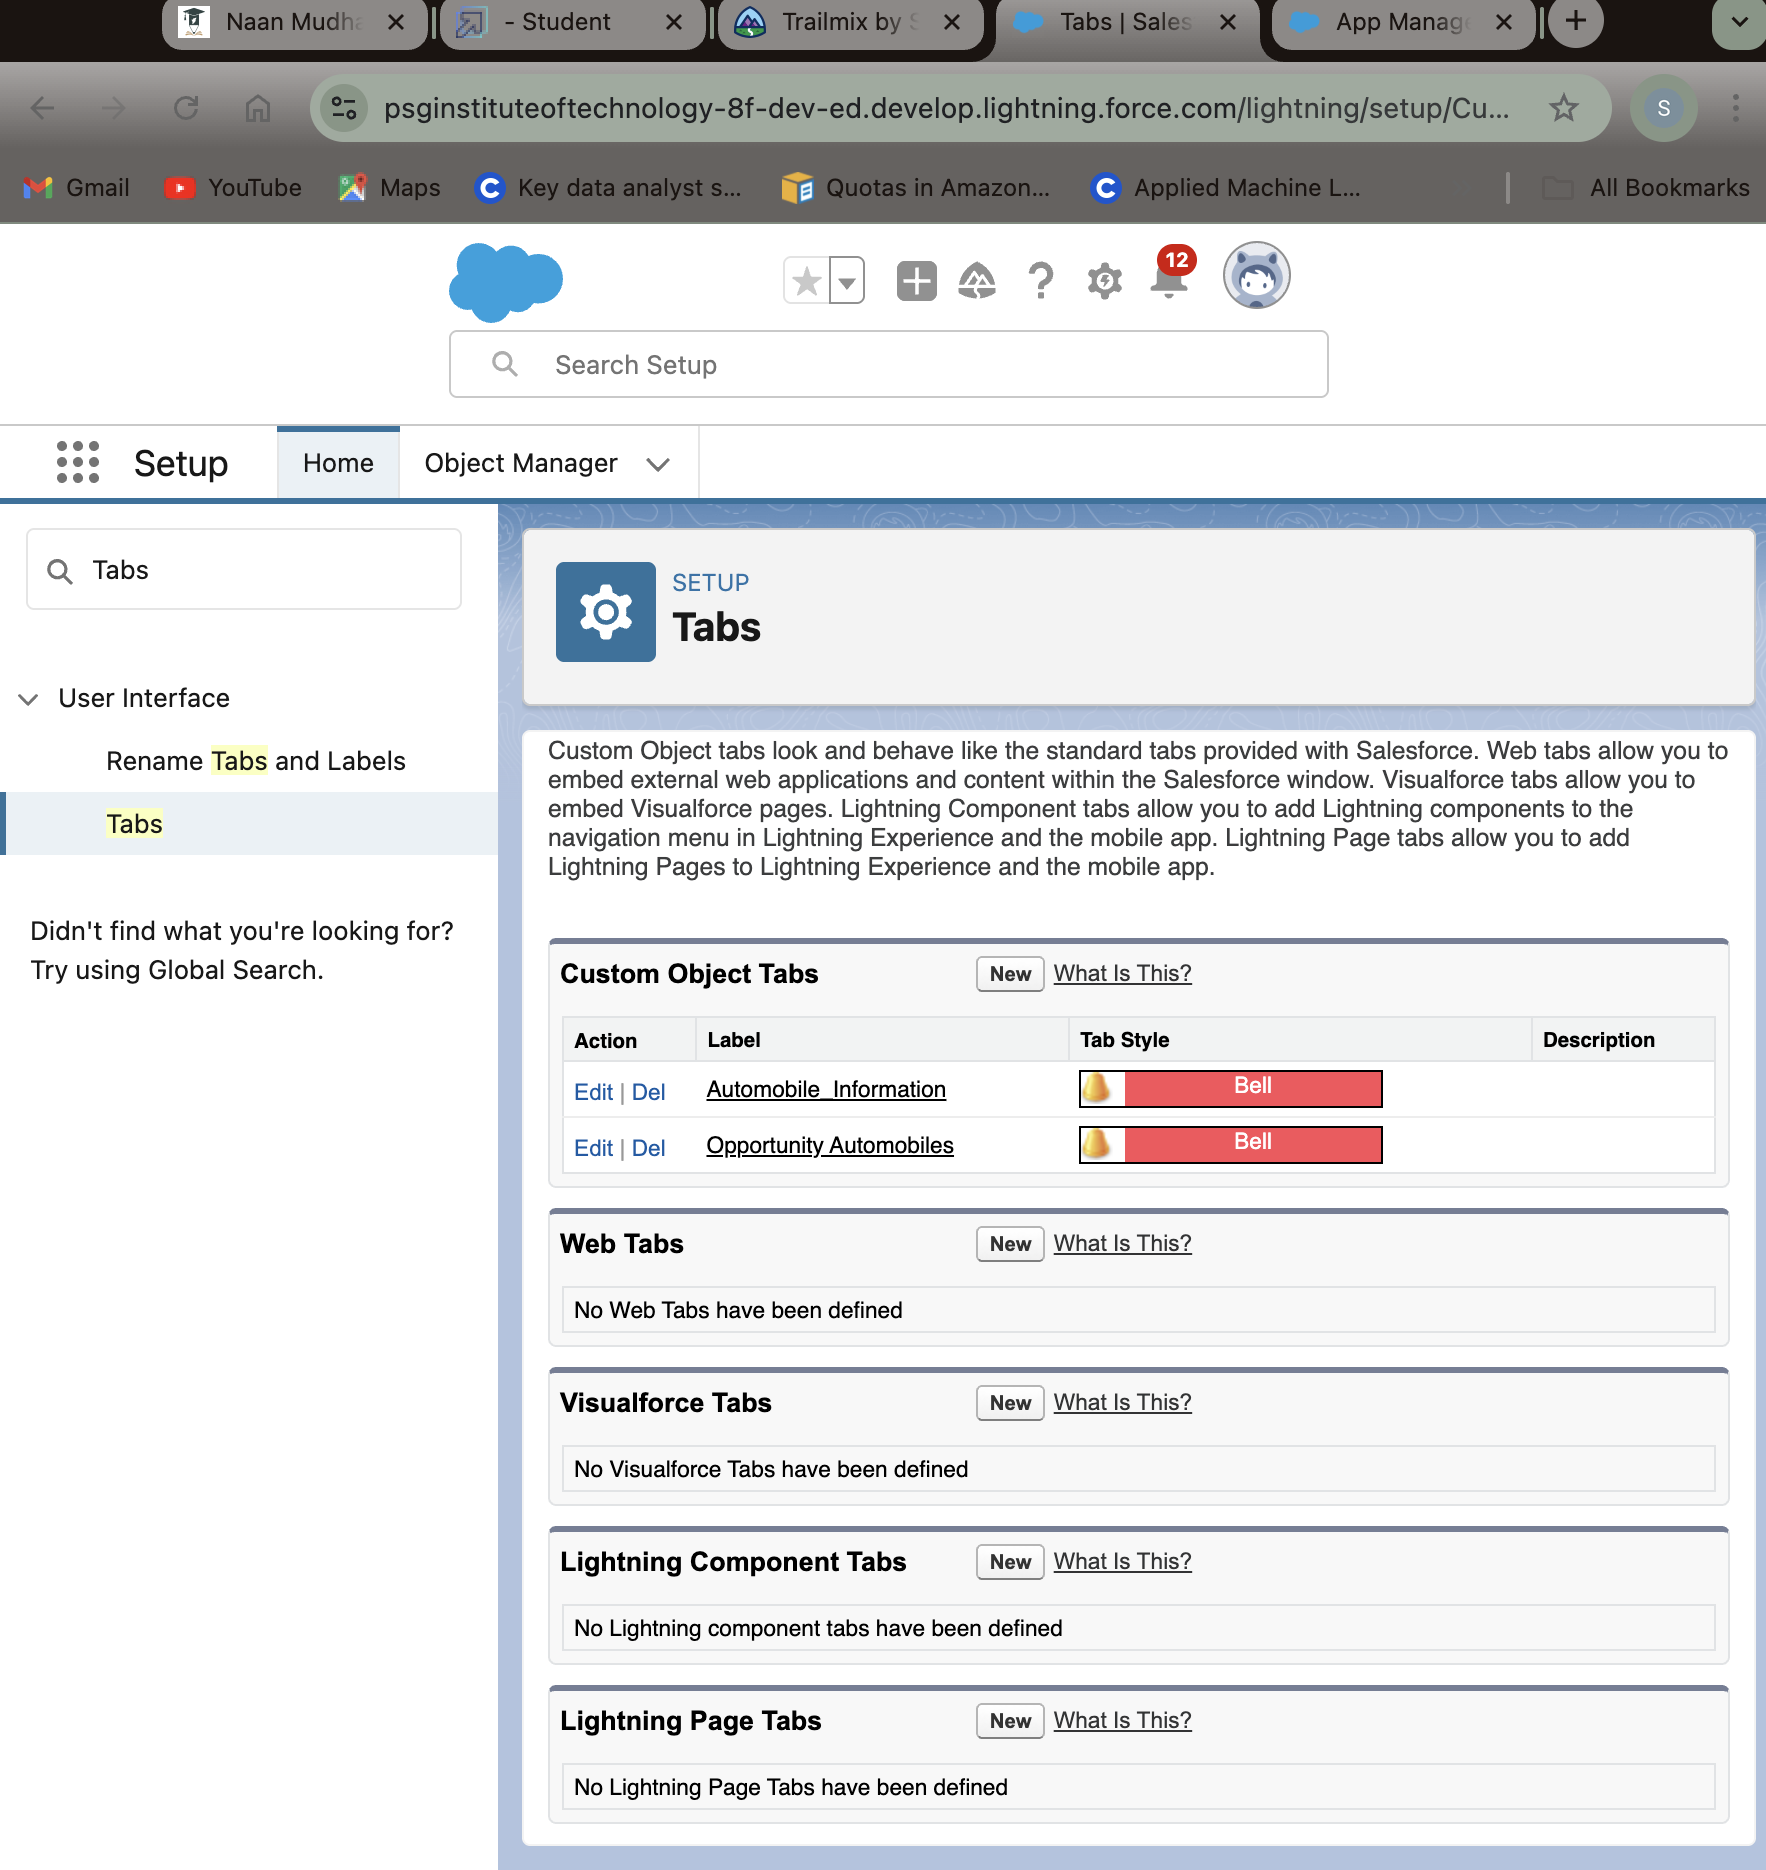 Naan Mudha
- Student
Trailmix by S
Tabs | Sales
App Manage
psginstituteoftechnology-8f-dev-ed.develop.lightning.force.com/lightning/setup/Cu...
S
Gmail
YouTube
Maps
Key data analyst s...
Quotas in Amazon...
Applied Machine L...
All Bookmarks
12
Search Setup
Setup
Home
Object Manager
Tabs
User Interface
Rename Tabs and Labels
Tabs
Didn't find what you're looking for?
Try using Global Search.
SETUP
Tabs
Custom Object tabs look and behave like the standard tabs provided with Salesforce. Web tabs allow you to
embed external web applications and content within the Salesforce window. Visualforce tabs allow you to
embed Visualforce pages. Lightning Component tabs allow you to add Lightning components to the
navigation menu in Lightning Experience and the mobile app. Lightning Page tabs allow you to add
Lightning Pages to Lightning Experience and the mobile app.
Custom Object Tabs New What Is This?
Action Label Tab Style Description
Edit | Del Automobile_Information Bell
Edit | Del Opportunity Automobiles Bell
Web Tabs New What Is This?
No Web Tabs have been defined
Visualforce Tabs New What Is This?
No Visualforce Tabs have been defined
Lightning Component Tabs New What Is This?
No Lightning component tabs have been defined
Lightning Page Tabs New What Is This?
No Lightning Page Tabs have been defined